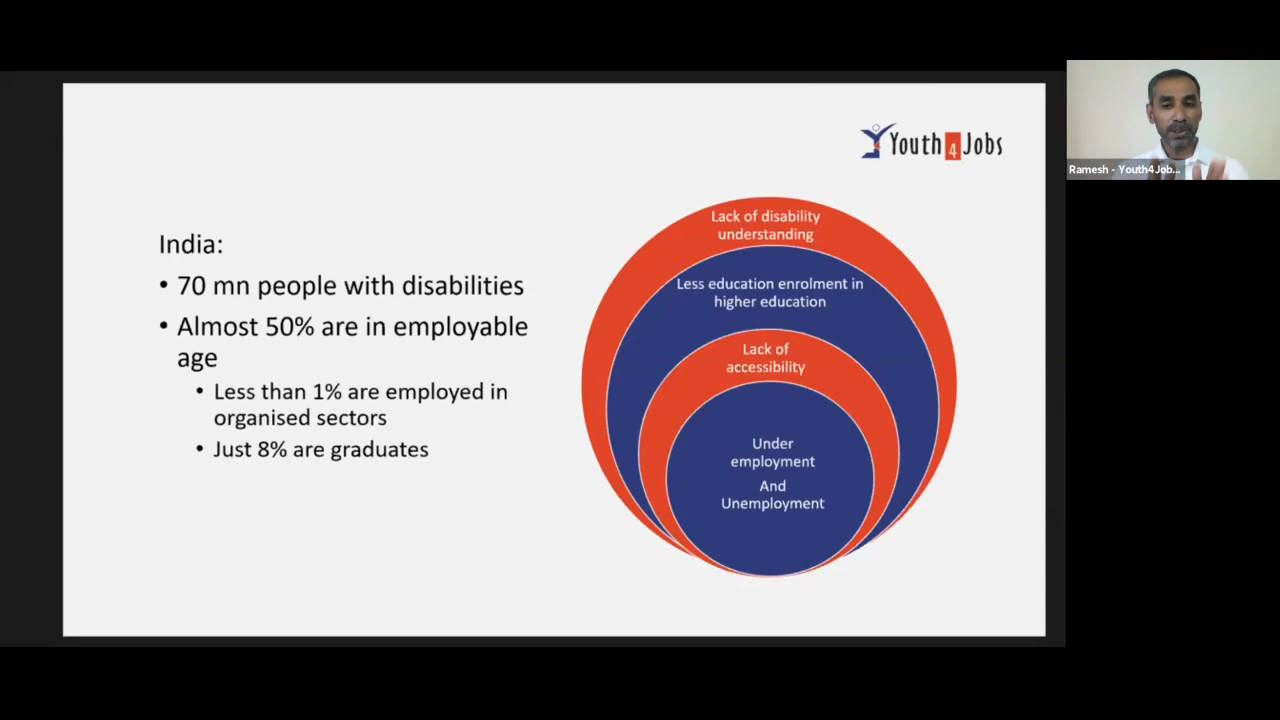 Youth4Jobs
Ramesh - Youth4Job...
India:
• 70 mn people with disabilities
• Almost 50% are in employable
age
• Less than 1% are employed in
organised sectors
• Just 8% are graduates
Lack of disability
understanding
Less education enrolment in
higher education
Lack of
accessibility
Under
employment
And
Unemployment